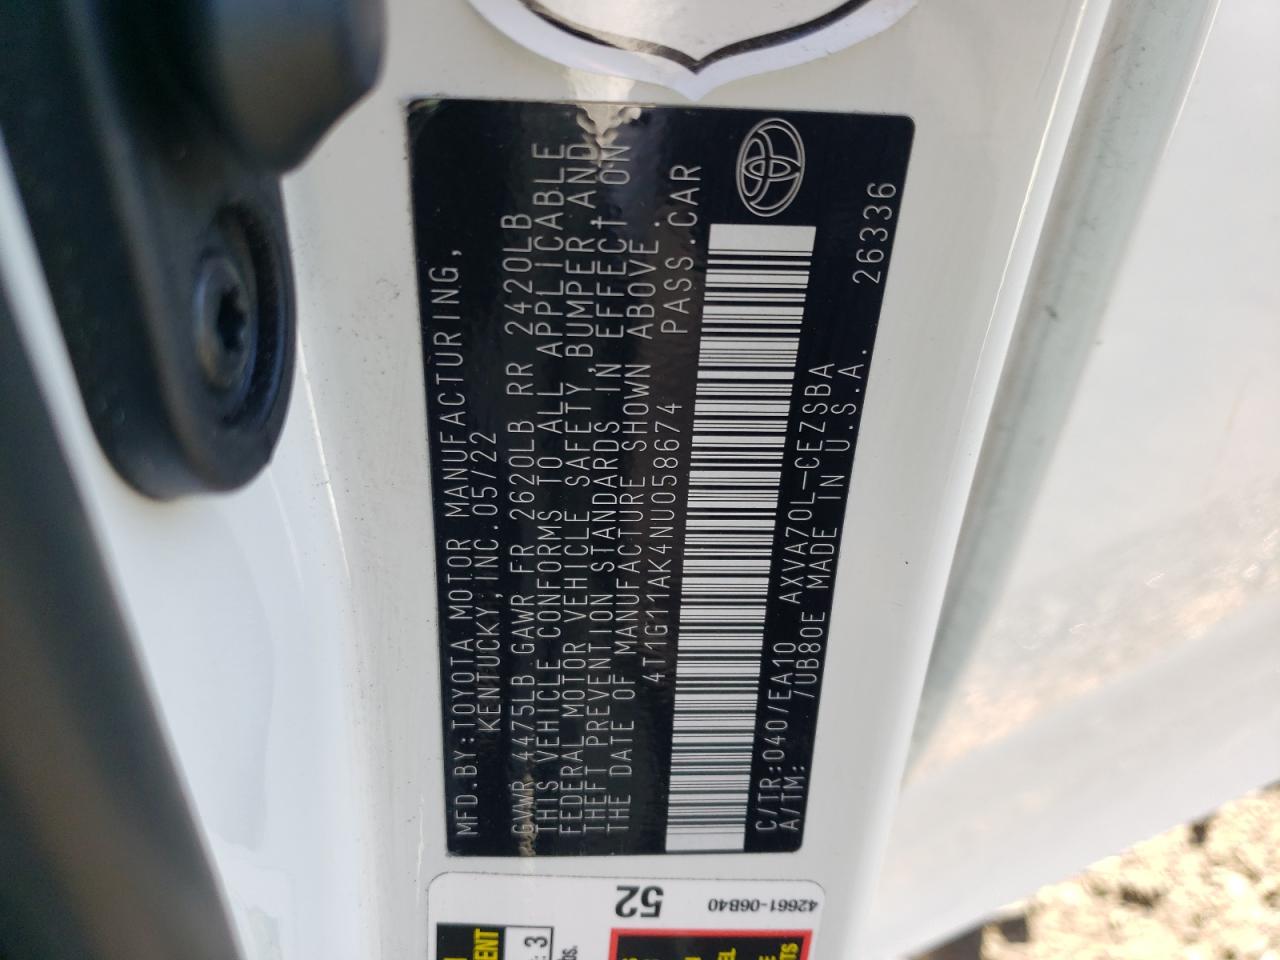 MFD.BY:TOYOTA MOTOR MANUFACTURING,
KENTUCKY,INC.05/22
GVWR 4475LB GAWR FR 2620LB RR 2420LB
THIS VEHICLE CONFORMS TO ALL APPLICABLE
FEDERAL MOTOR VEHICLE SAFETY,BUMPER AND
THEFT PREVENTION STANDARDS IN EFFECT ON
THE DATE OF MANUFACTURE SHOWN ABOVE.
4T1G11AK4NU058674 PASS.CAR
C/TR:040/EA10 AXVA70L-CEZSBA 26336
A/TM: /UB80E MADE IN U.S.A.
52
42661-06B40
3